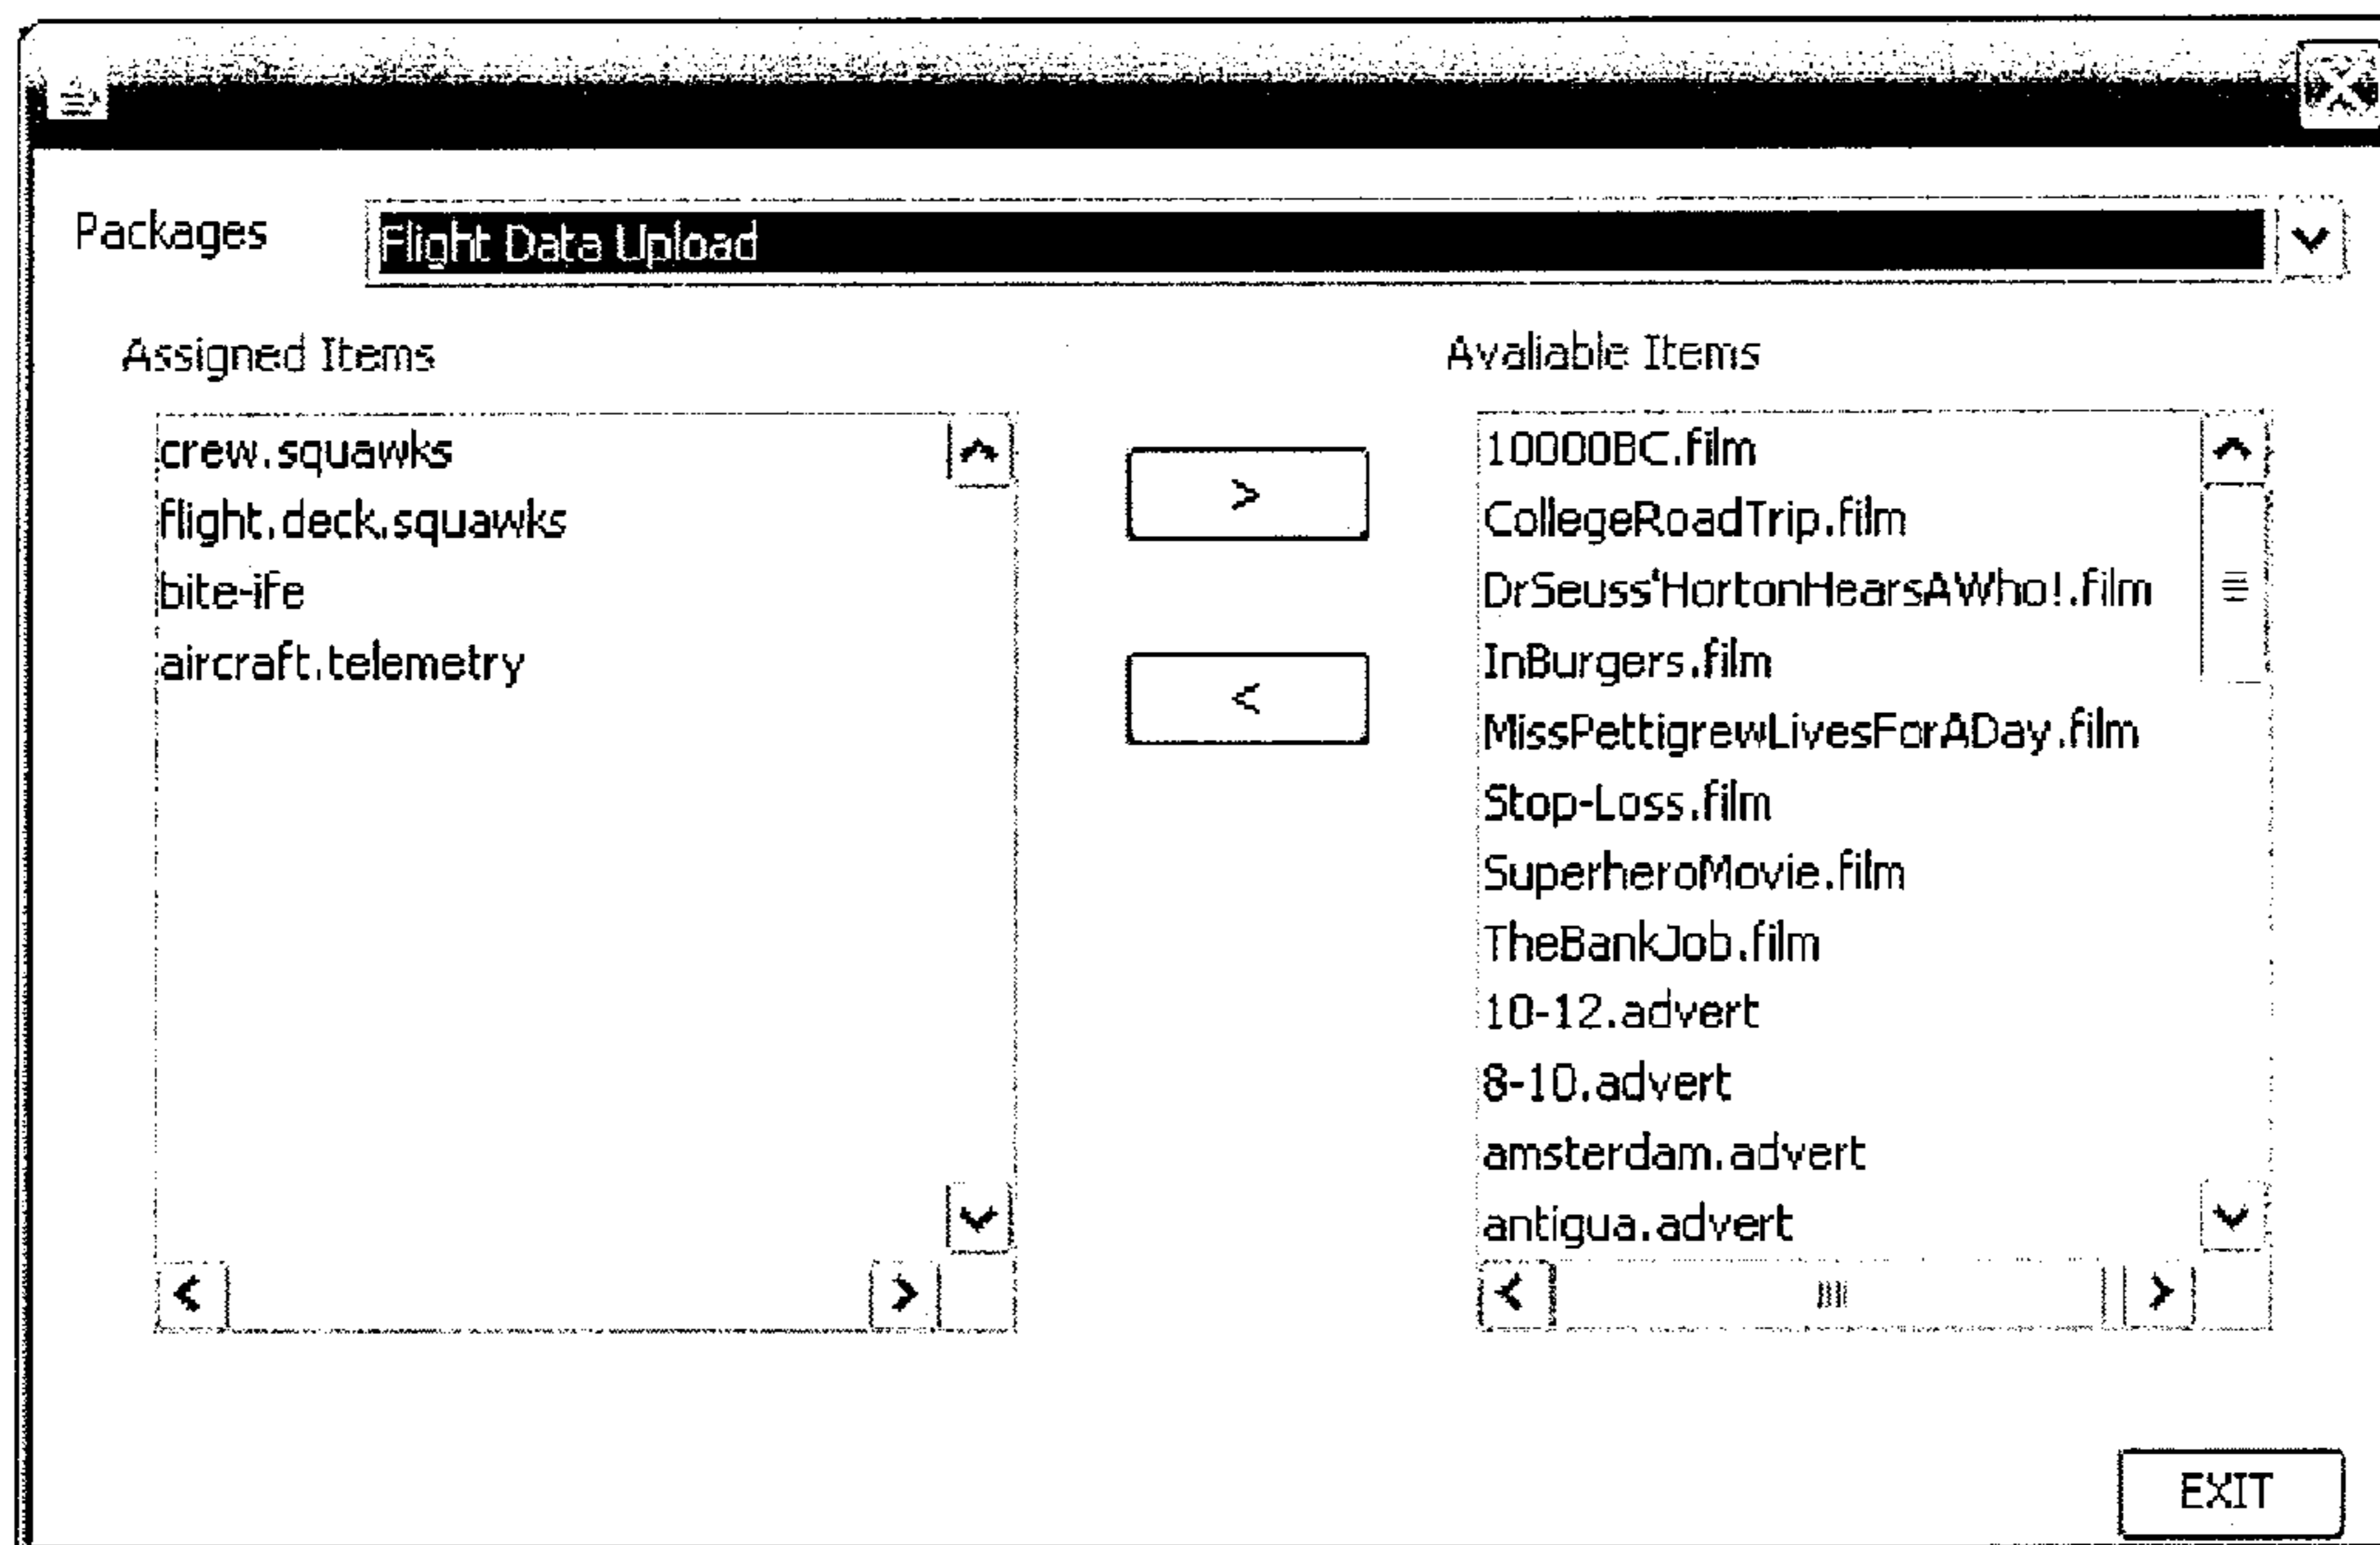 Packages
Flight Data Upload
Assigned Items
Avaliable Items
crew.squawks
flight.deck.squawks
bite-ife
aircraft.telemetry
>
<
10000BC.film
CollegeRoadTrip.film
DrSeuss'HortonHearsAWho!.film
InBurgers.film
MissPettigrewLivesForADay.film
Stop-Loss.film
SuperheroMovie.film
TheBankJob.film
10-12.advert
8-10.advert
amsterdam.advert
antigua.advert
EXIT